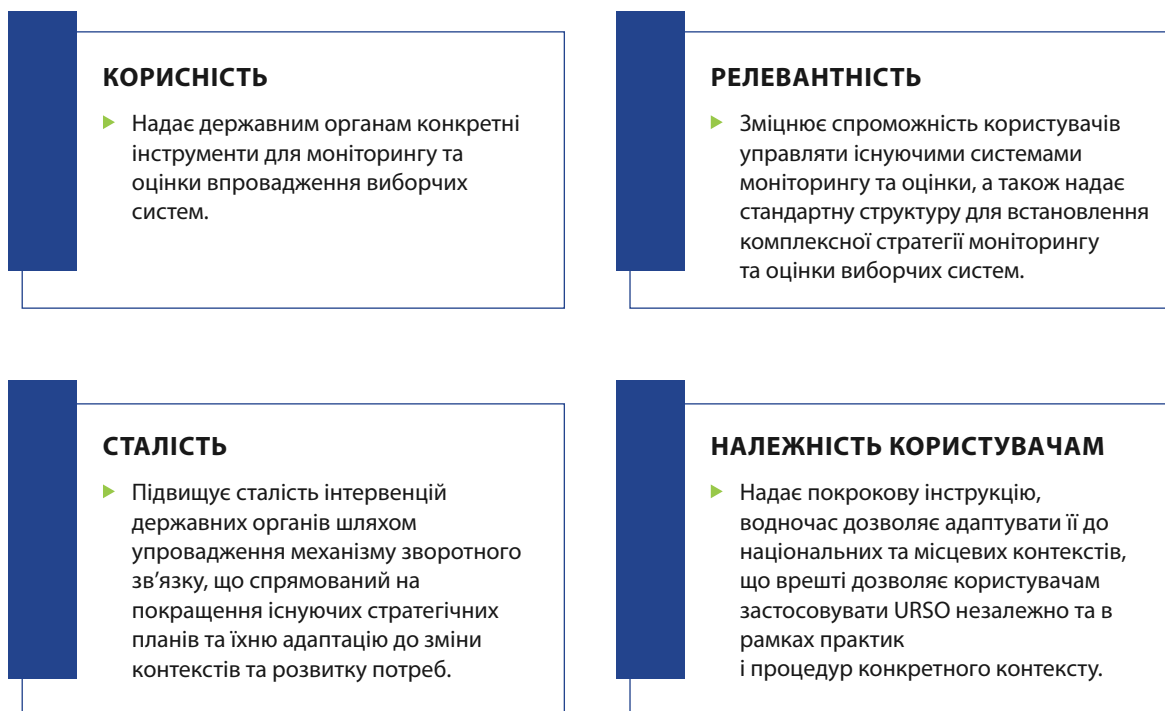 КОРИСНІСТЬ
Надає державним органам конкретні
інструменти для моніторингу та
оцінки впровадження виборчих
систем.
РЕЛЕВАНТНІСТЬ
Зміцнює спроможність користувачів
управляти існуючими системами
моніторингу та оцінки, а також надає
стандартну структуру для встановлення
комплексної стратегії моніторингу
та оцінки виборчих систем.
СТАЛІСТЬ
Підвищує сталість інтервенцій
державних органів шляхом
упровадження механізму зворотного
зв’язку, що спрямований на
покращення існуючих стратегічних
планів та їхню адаптацію до зміни
контекстів та розвитку потреб.
НАЛЕЖНІСТЬ КОРИСТУВАЧАМ
Надає покрокову інструкцію,
водночас дозволяє адаптувати її до
національних та місцевих контекстів,
що врешті дозволяє користувачам
застосовувати URSO незалежно та в
рамках практик
і процедур конкретного контексту.